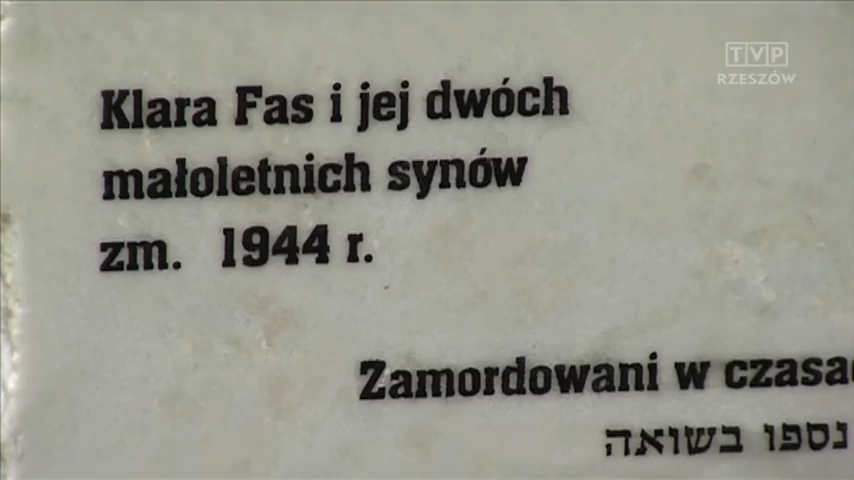 TVP
RZESZÓW
Klara Fas i jej dwóch
małoletnich synów
zm. 1944 r.
Zamordowani w
נספו בשואה